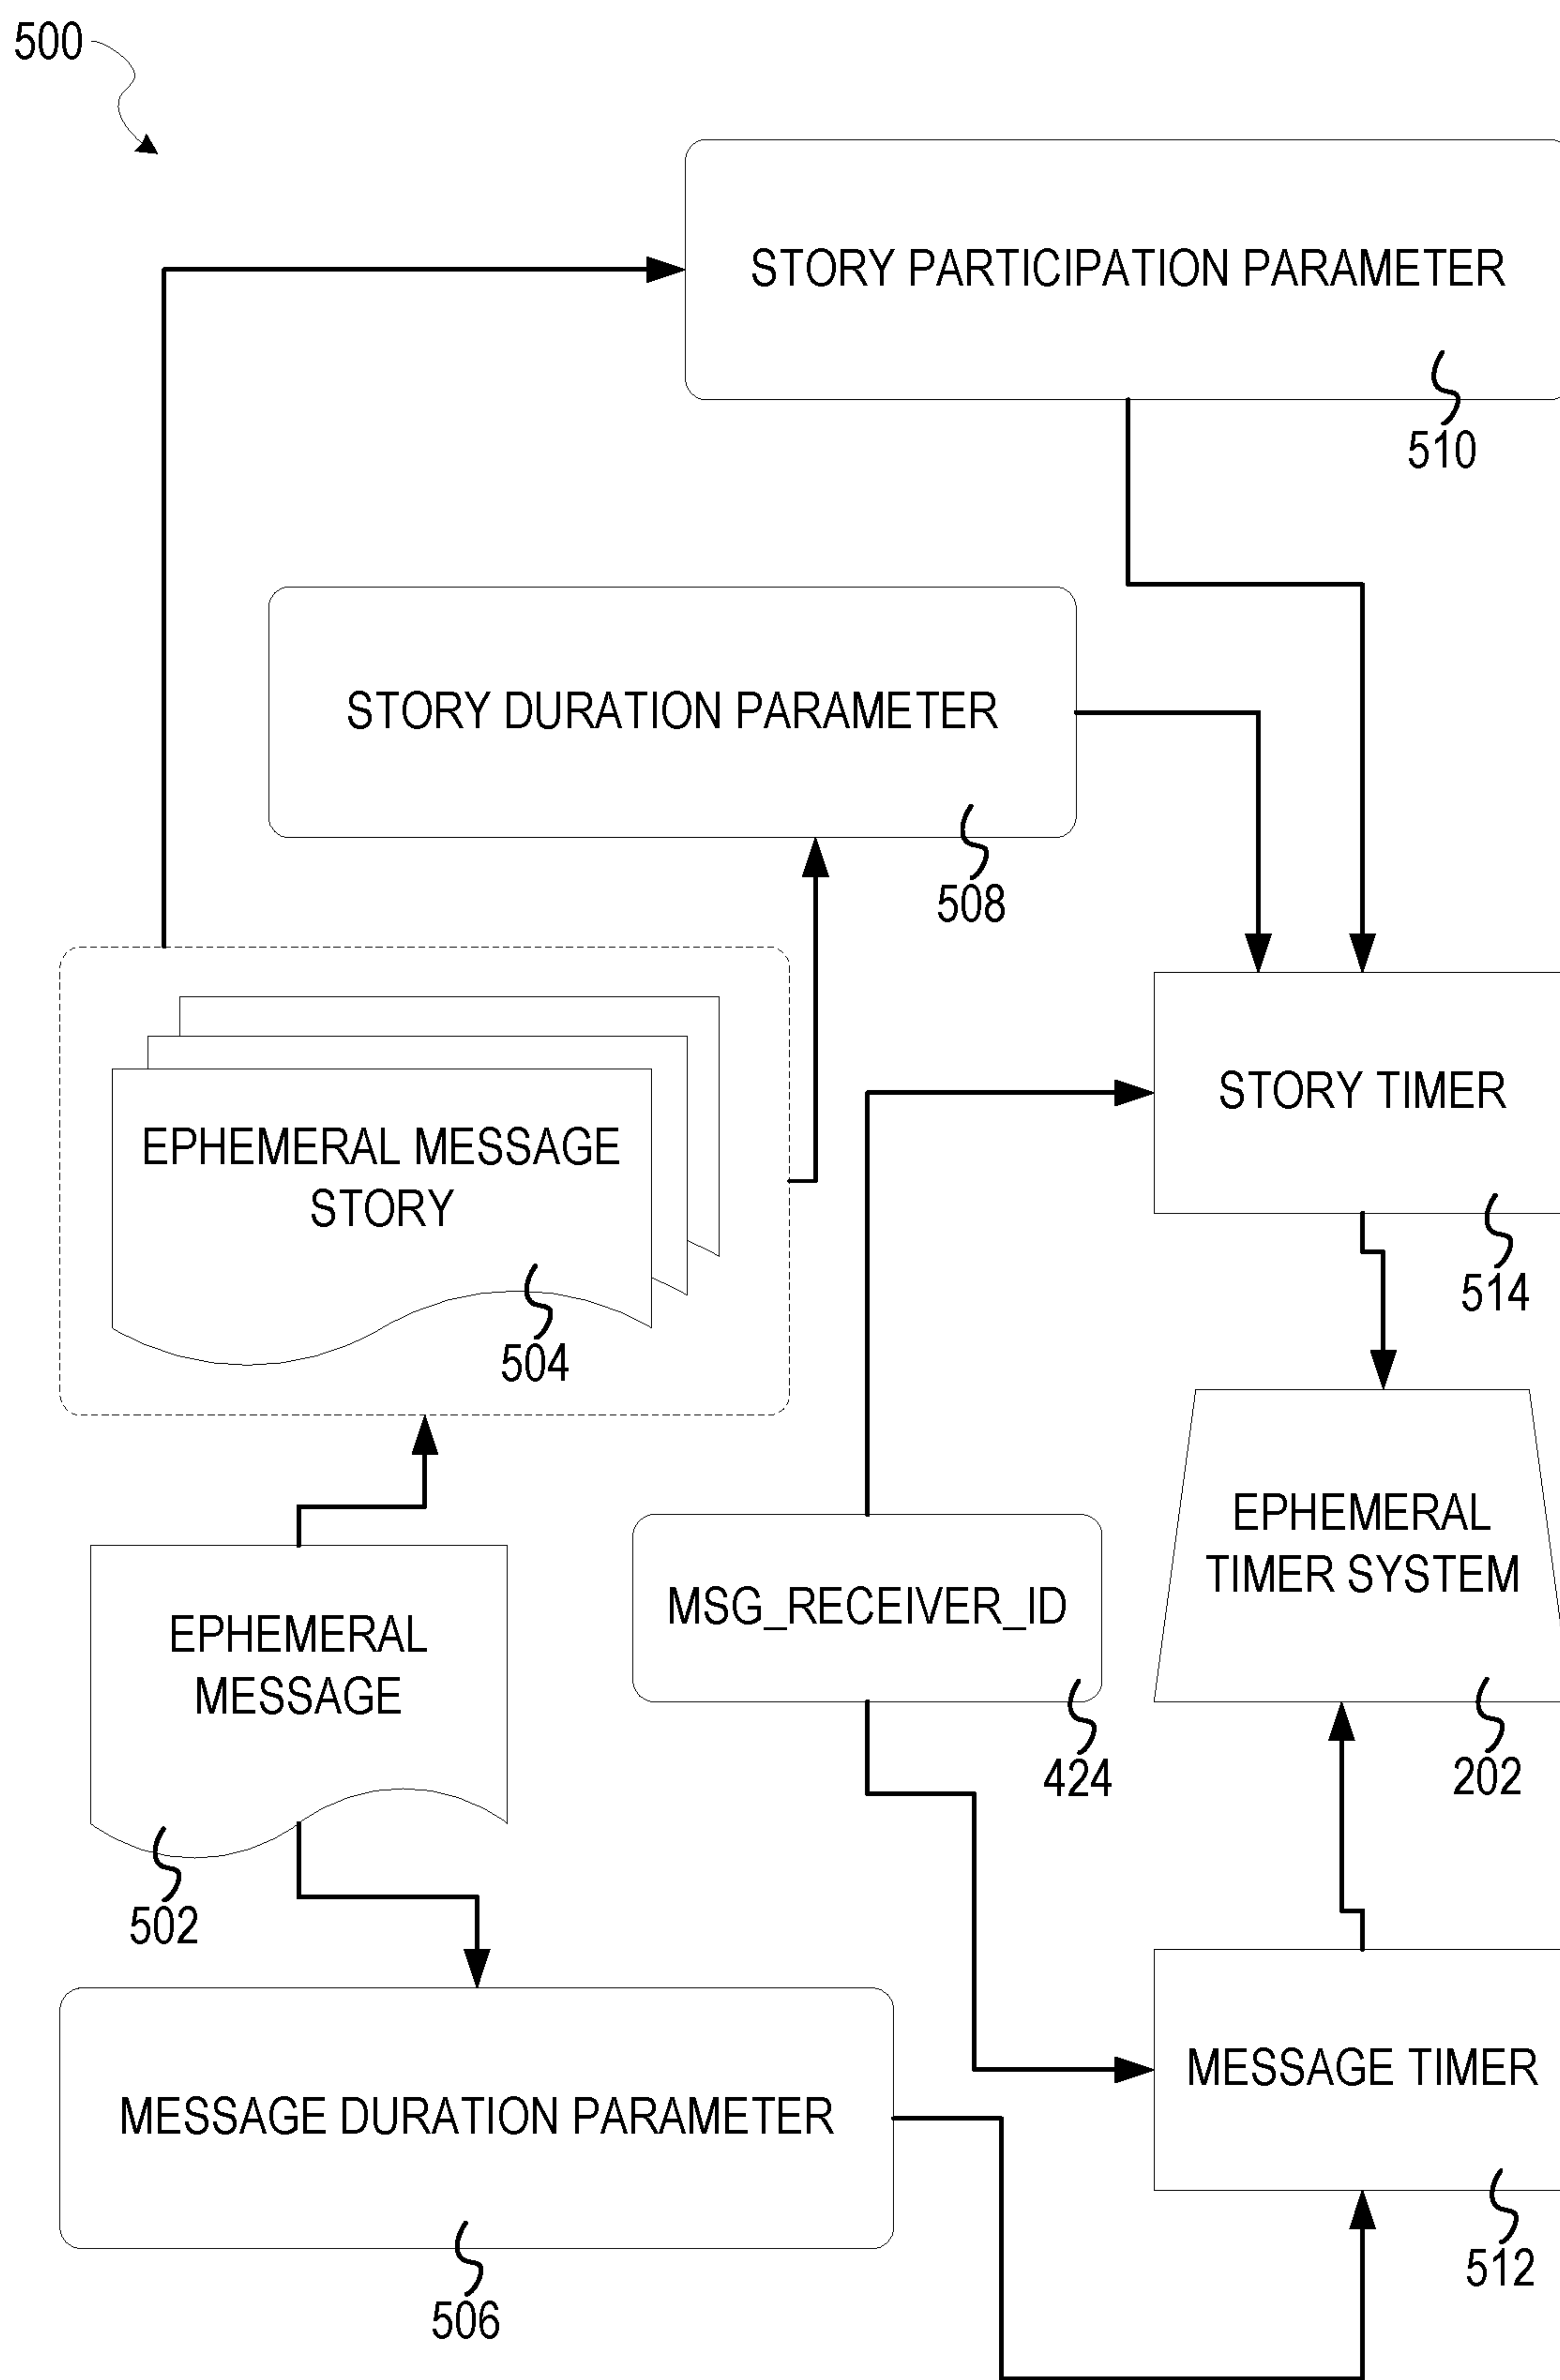 500
STORY PARTICIPATION PARAMETER
510
STORY DURATION PARAMETER
508
EPHEMERAL MESSAGE
STORY
504
STORY TIMER
514
EPHEMERAL
TIMER SYSTEM
202
EPHEMERAL
MESSAGE
502
MSG_RECEIVER_ID
424
MESSAGE DURATION PARAMETER
506
MESSAGE TIMER
512